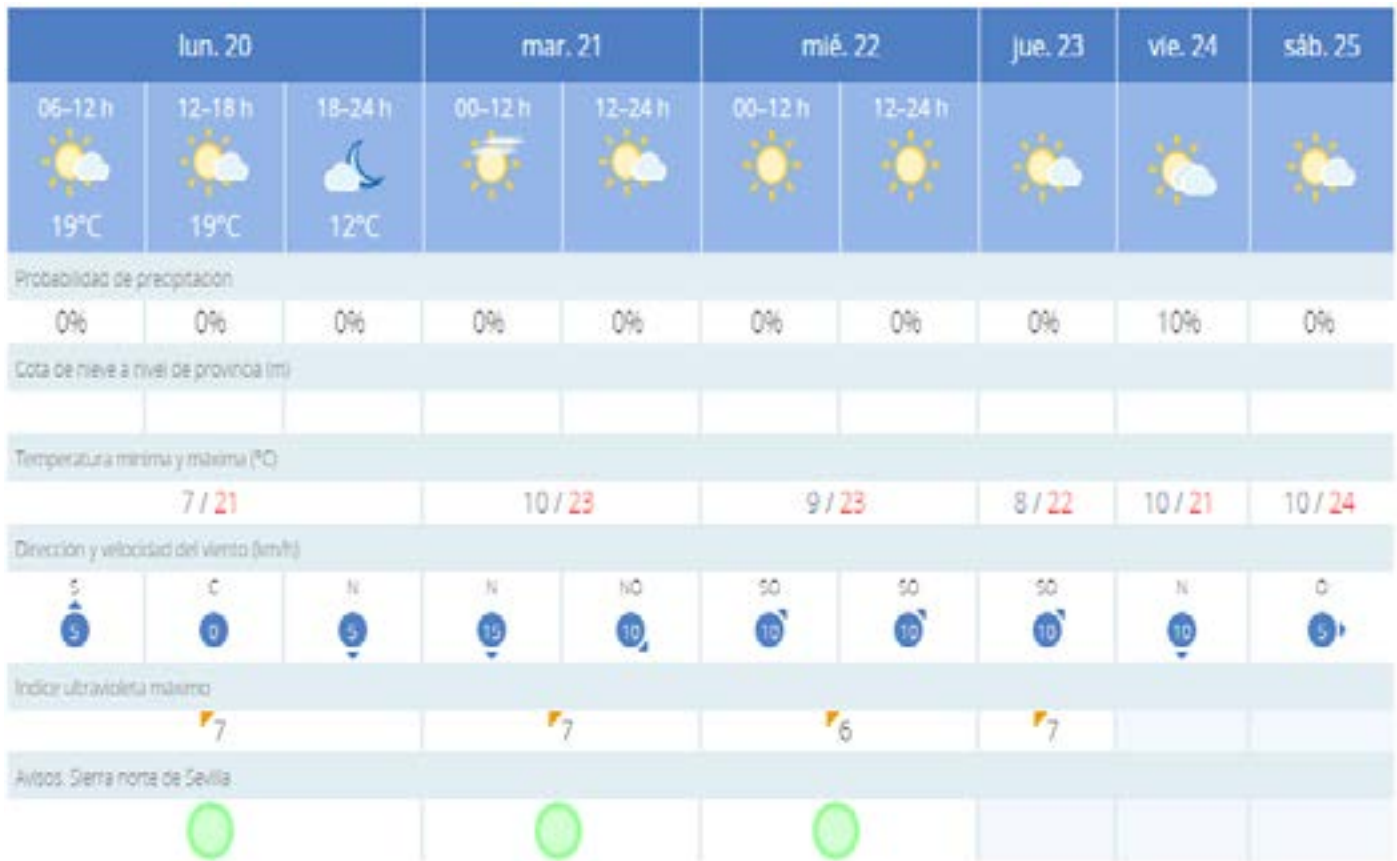 lun. 20 mar. 21 mié. 22 jue. 23 vie. 24 sáb. 25
06–12 h 12–18 h 18–24 h 00–12 h 12–24 h 00–12 h 12–24 h
19°C 19°C 12°C
Probabilidad de precipitación
0% 0% 0% 0% 0% 0% 0% 0% 10% 0%
Cota de nieve a nivel de provincia (m)
Temperatura mínima y máxima (°C)
7 / 21 10 / 23 9 / 23 8 / 22 10 / 21 10 / 24
Dirección y velocidad del viento (km/h)
S C N N NO SO SO SO N O
5 0 5 15 10 10 10 10 10 5
Índice ultravioleta máximo
7 7 6 7
Avisos. Sierra norte de Sevilla